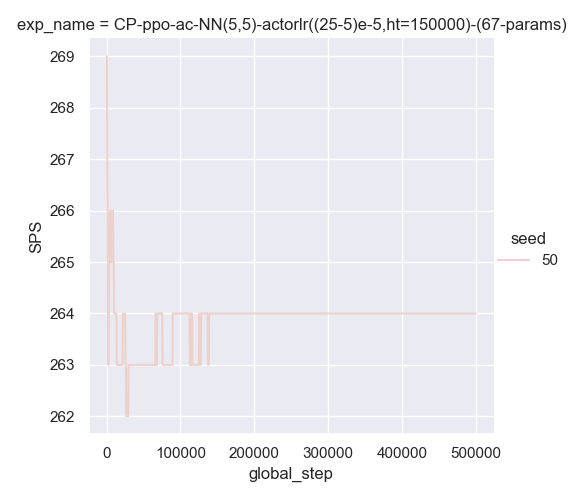 exp_name = CP-ppo-ac-NN(5,5)-actorlr((25-5)e-5,ht=150000)-(67-params)
269
268
267
266
265
264
263
262
SPS
seed
50
0 100000 200000 300000 400000 500000
global_step